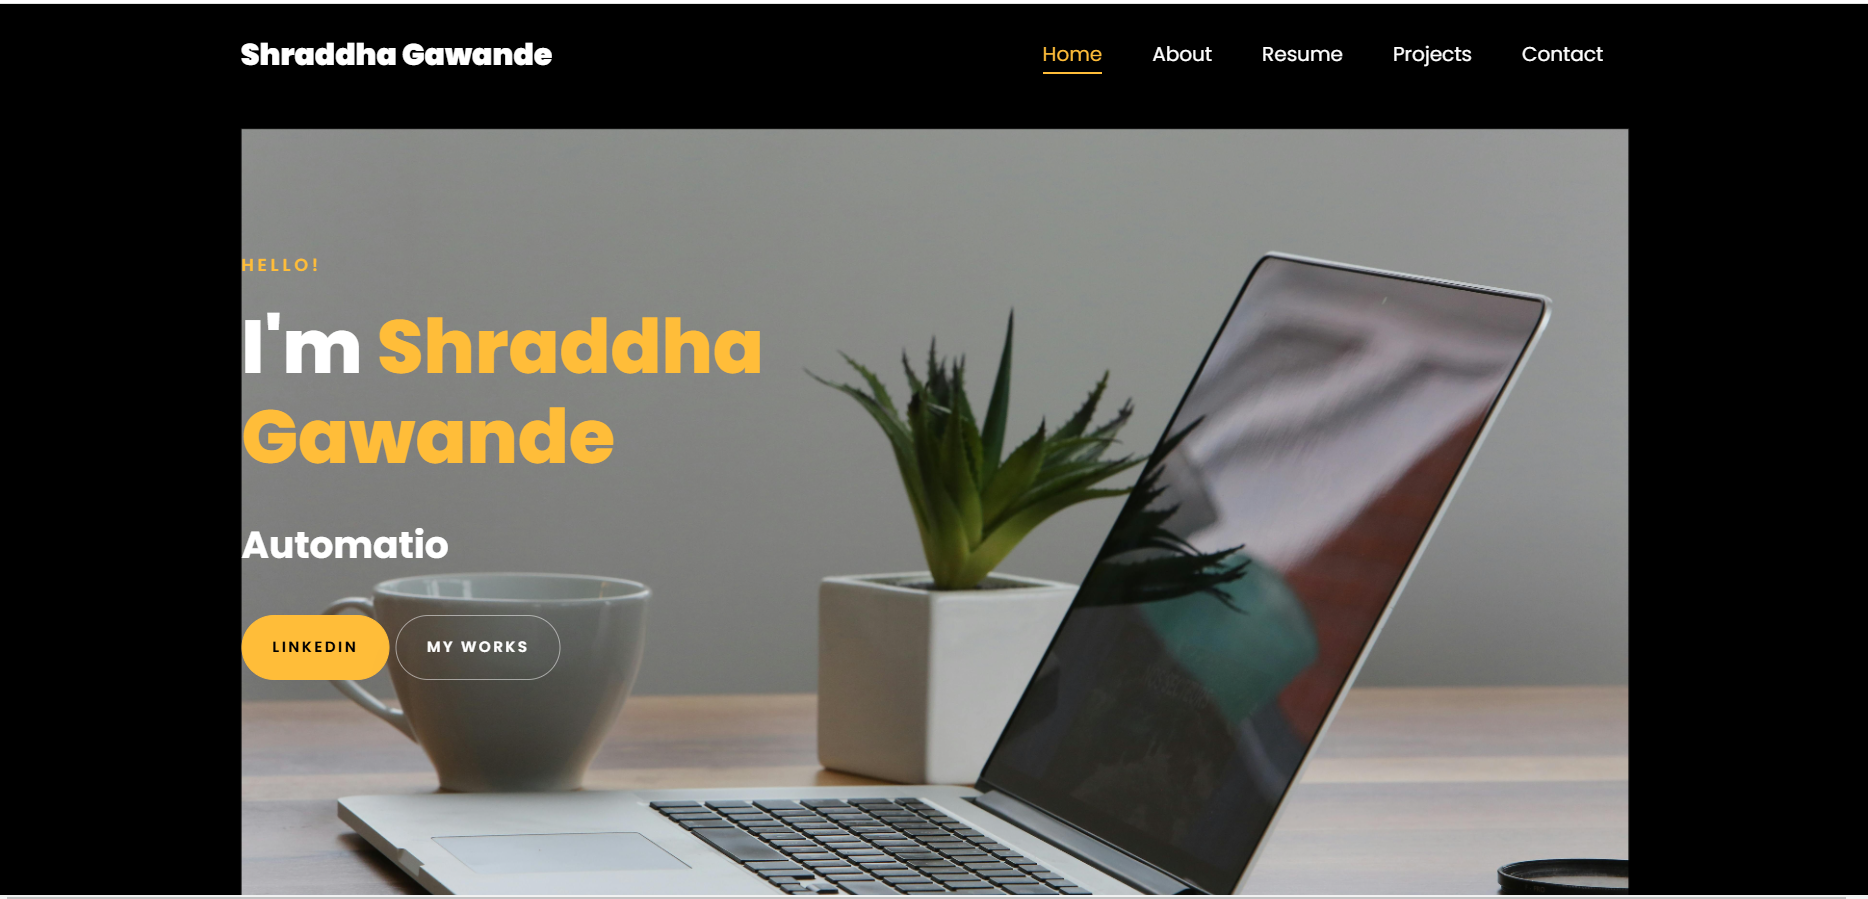 Shraddha Gawande
Home About Resume Projects Contact
HELLO!
I'm Shraddha
Gawande
Automatio
LINKEDIN MY WORKS